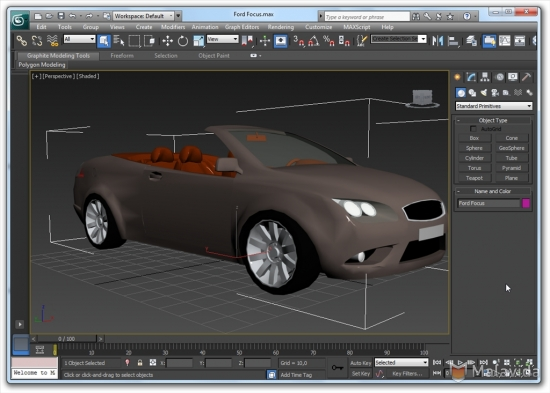 Workspace: Default
Ford Focus.max
Type a keyword or phrase
Edit Tools Group Views Create Modifiers Animation Graph Editors Rendering Customize MAXScript Help
All
View
Create Selection Se
Graphite Modeling Tools Freeform Selection Object Paint
Polygon Modeling
[+] [Perspective] [Shaded]
Standard Primitives
Object Type
AutoGrid
Box Cone
Sphere GeoSphere
Cylinder Tube
Torus Pyramid
Teapot Plane
Name and Color
Ford Focus
0 / 100
10 20 30 40 50 60 70 80 90 100
1 Object Selected
X: Y: Z:
Grid = 10,0
Auto Key Selected
Welcome to M
Click or click-and-drag to select objects
Add Time Tag
Set Key Key Filters...
Malavida